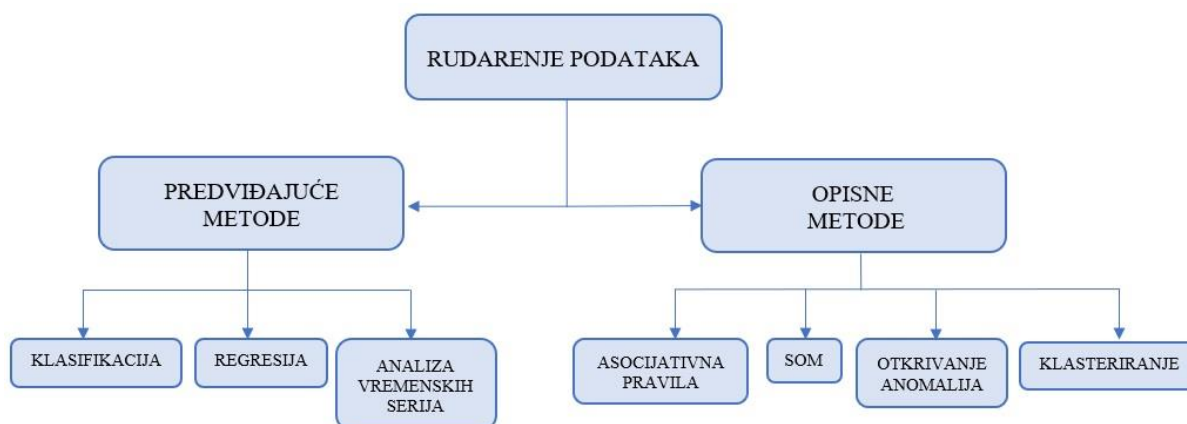 RUDARENJE PODATAKA
PREDVIĐAJUĆE
METODE
OPISNE
METODE
KLASIFIKACIJA
REGRESIJA
ANALIZA
VREMENSKIH
SERIJA
ASOCIJATIVNA
PRAVILA
SOM
OTKRIVANJE
ANOMALIJA
KLASTERIRANJE